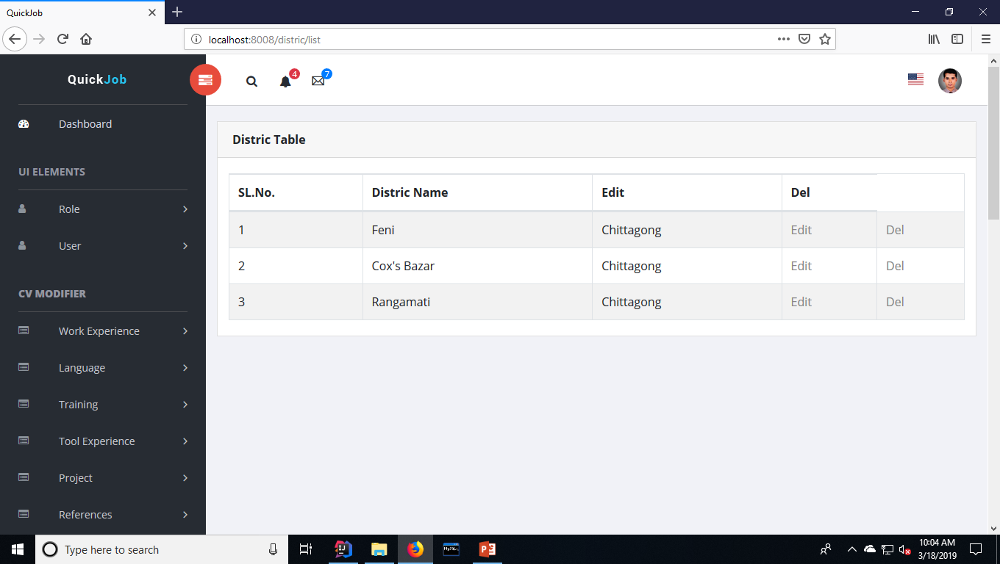 QuickJob
localhost:8008/distric/list
QuickJob
4
7
Dashboard
UI ELEMENTS
Role
User
CV MODIFIER
Work Experience
Language
Training
Tool Experience
Project
References
Distric Table
SL.No. Distric Name Edit Del
1 Feni Chittagong Edit Del
2 Cox's Bazar Chittagong Edit Del
3 Rangamati Chittagong Edit Del
Type here to search
10:04 AM
3/18/2019